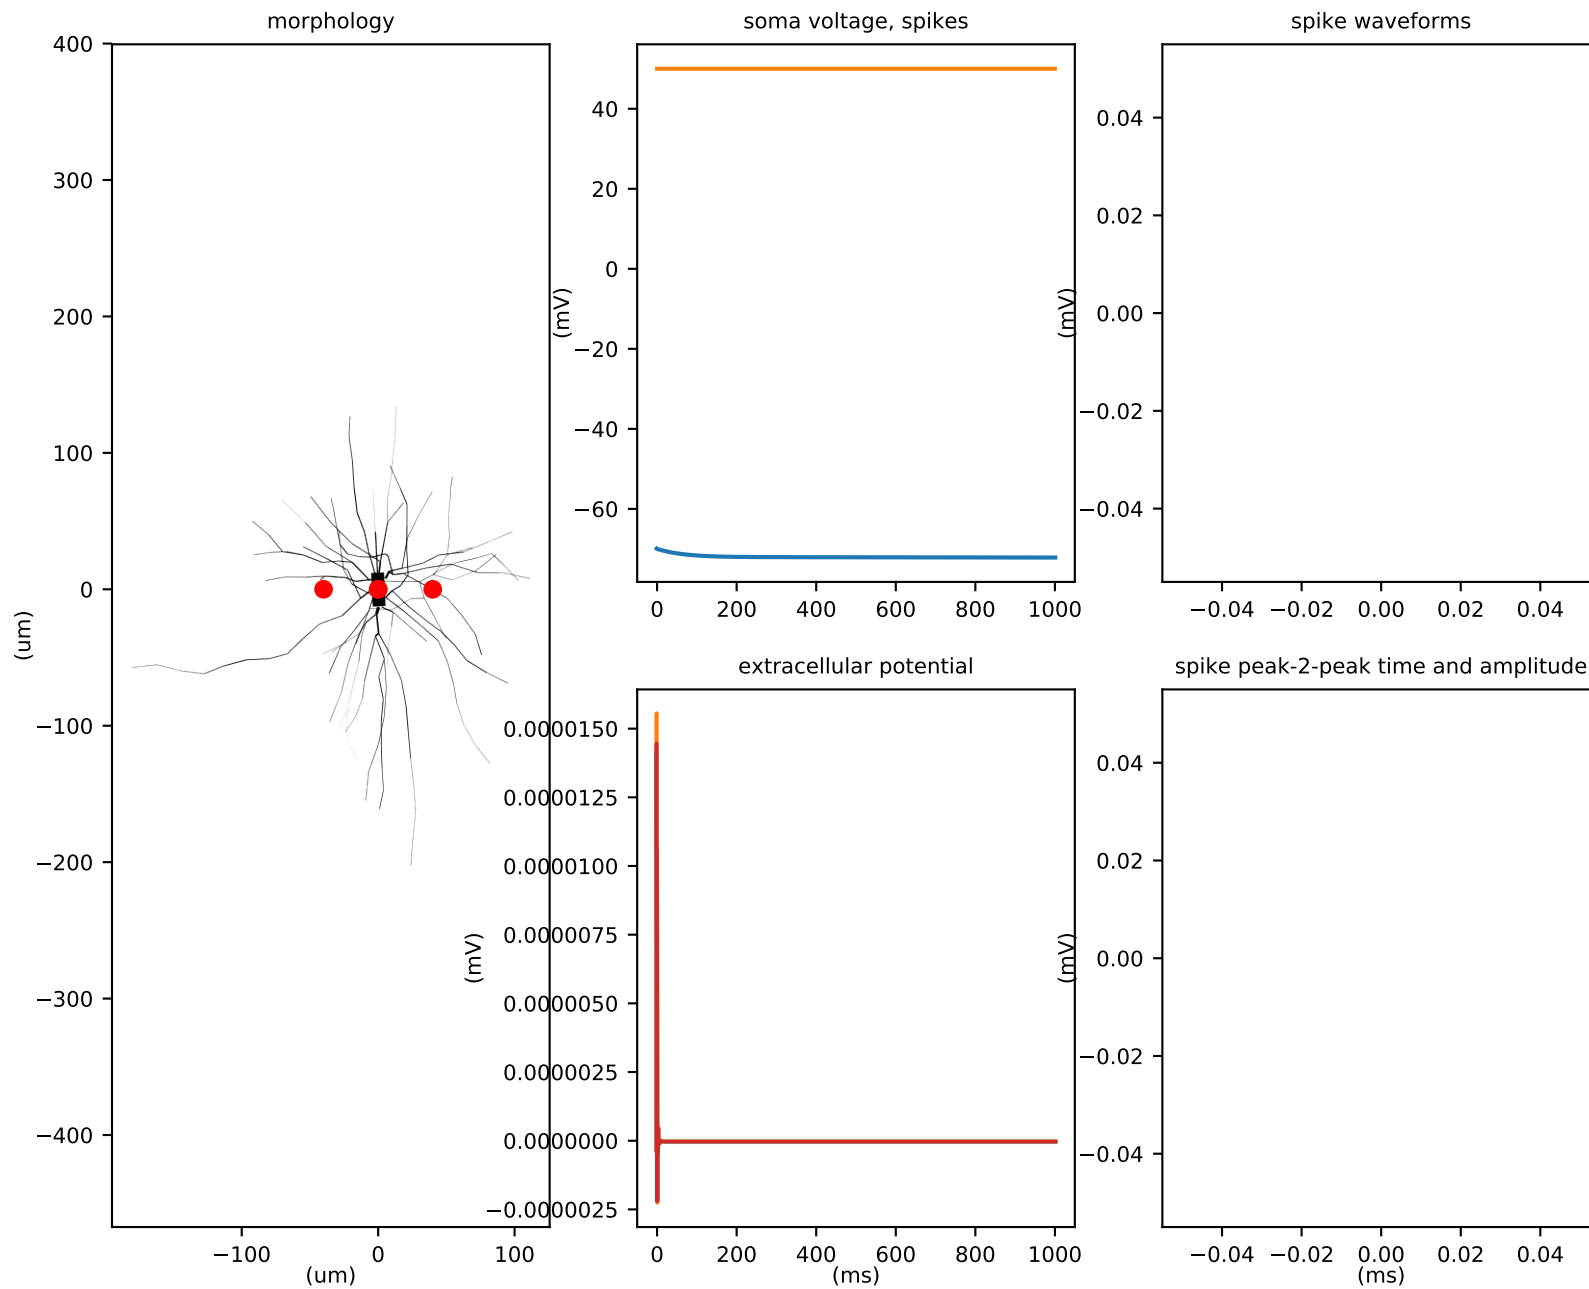 morphology
400
300
200
100
0
−100
−200
−300
−400
(um)
−100 0 100
(um)
soma voltage, spikes
40
20
0
−20
−40
−60
(mV)
0 200 400 600 800 1000
spike waveforms
0.04
0.02
0.00
−0.02
−0.04
(mV)
−0.04 −0.02 0.00 0.02 0.04
extracellular potential
0.0000150
0.0000125
0.0000100
0.0000075
0.0000050
0.0000025
0.0000000
−0.0000025
(mV)
0 200 400 600 800 1000
(ms)
spike peak-2-peak time and amplitude
0.04
0.02
0.00
−0.02
−0.04
(mV)
−0.04 −0.02 0.00 0.02 0.04
(ms)